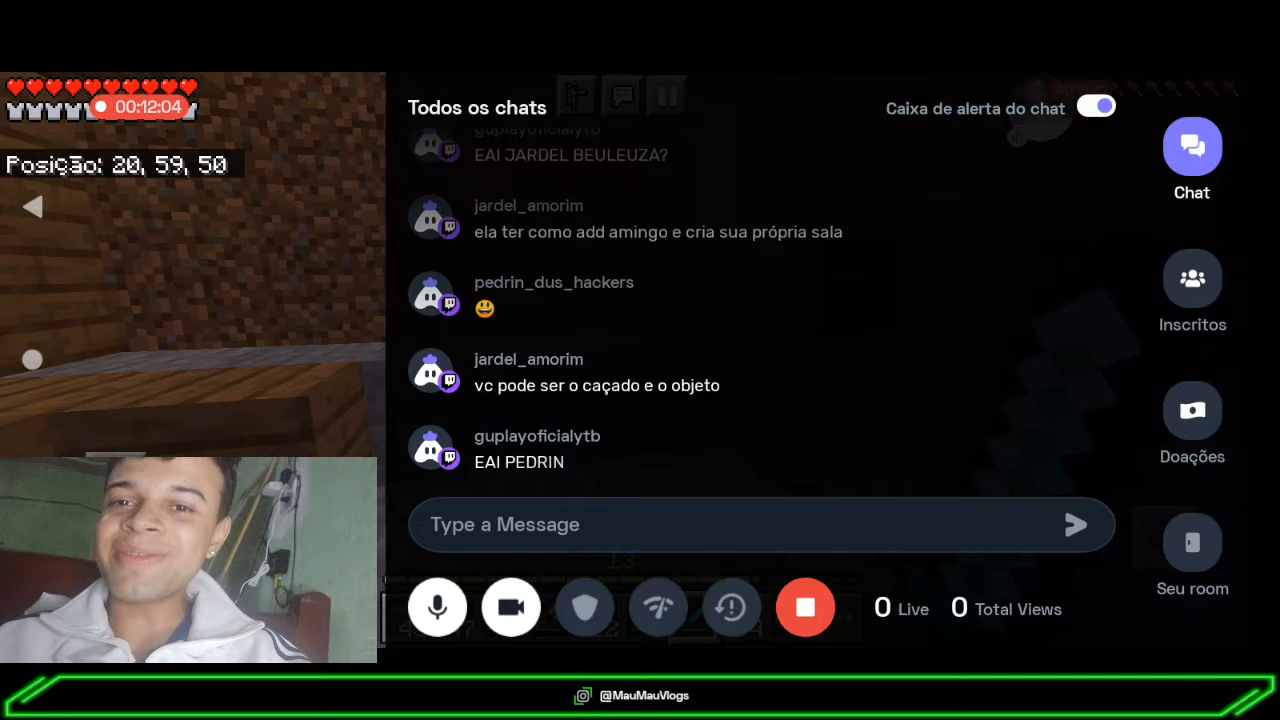 00:12:04
Posição: 20, 59, 50
Todos os chats
Caixa de alerta do chat
guplayoficialytb
EAI JARDEL BEULEUZA?
jardel_amorim
ela ter como add amingo e cria sua própria sala
pedrin_dus_hackers
😃
jardel_amorim
vc pode ser o caçado e o objeto
guplayoficialytb
EAI PEDRIN
Type a Message
Chat
Inscritos
Doações
Seu room
13
0 Live
0 Total Views
@MauMauVlogs